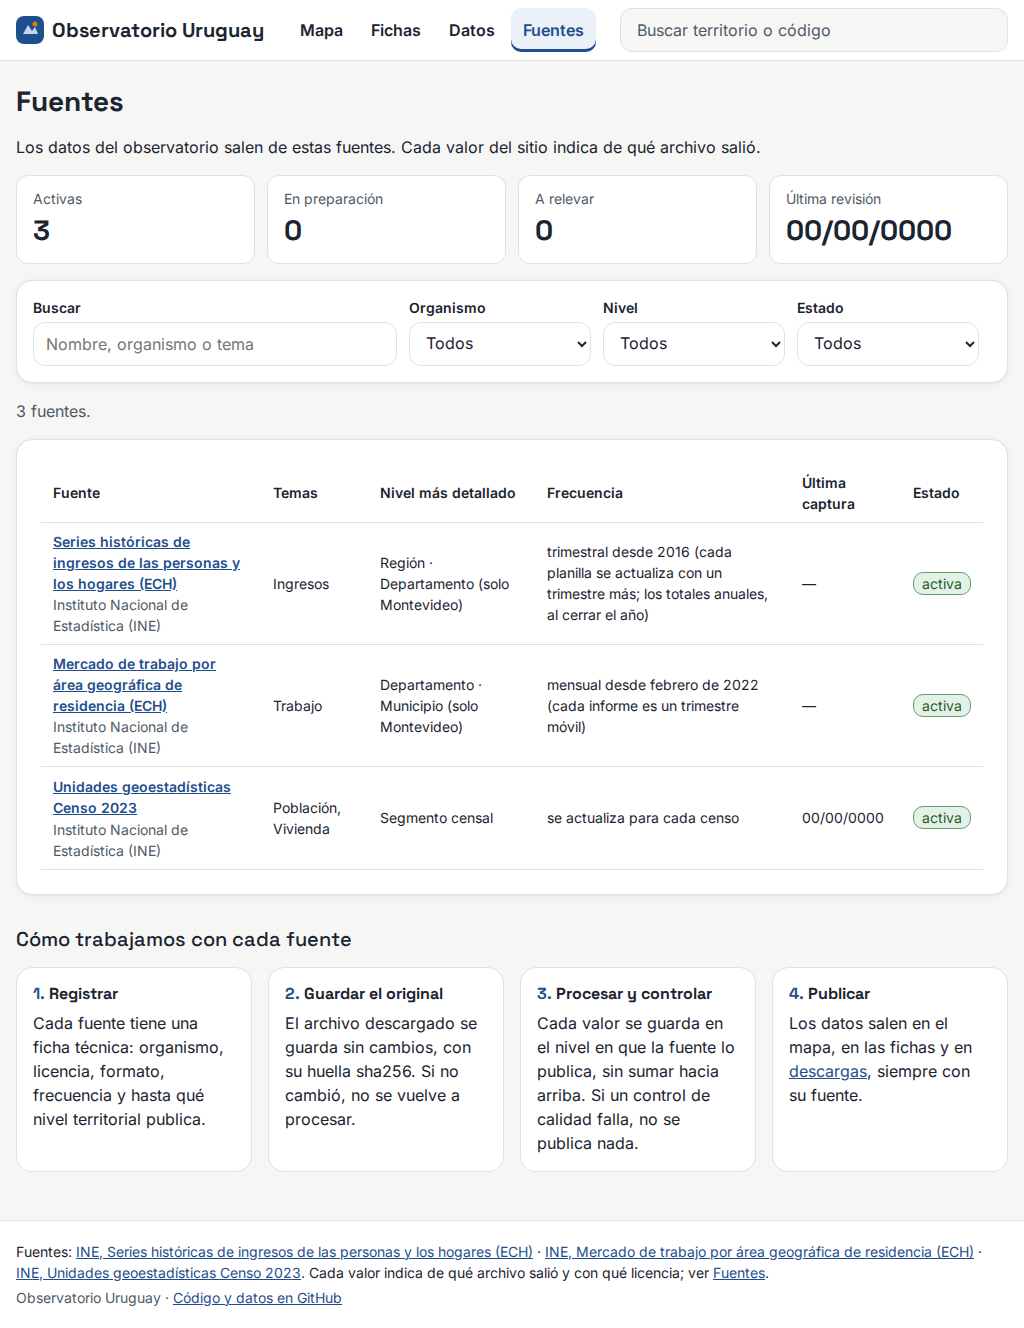 Observatorio Uruguay
Mapa
Fichas
Datos
Fuentes
Buscar territorio o código
Fuentes
Los datos del observatorio salen de estas fuentes. Cada valor del sitio indica de qué archivo salió.
Activas
3
En preparación
0
A relevar
0
Última revisión
00/00/0000
Buscar
Nombre, organismo o tema
Organismo
Todos
Nivel
Todos
Estado
Todos
3 fuentes.
Fuente
Temas
Nivel más detallado
Frecuencia
Última
captura
Estado
Series históricas de
ingresos de las personas y
los hogares (ECH)
Instituto Nacional de
Estadística (INE)
Ingresos
Región ·
Departamento (solo
Montevideo)
trimestral desde 2016 (cada
planilla se actualiza con un
trimestre más; los totales anuales,
al cerrar el año)
—
activa
Mercado de trabajo por
área geográfica de
residencia (ECH)
Instituto Nacional de
Estadística (INE)
Trabajo
Departamento ·
Municipio (solo
Montevideo)
mensual desde febrero de 2022
(cada informe es un trimestre
móvil)
—
activa
Unidades geoestadísticas
Censo 2023
Instituto Nacional de
Estadística (INE)
Población,
Vivienda
Segmento censal
se actualiza para cada censo
00/00/0000
activa
Cómo trabajamos con cada fuente
1. Registrar
Cada fuente tiene una
ficha técnica: organismo,
licencia, formato,
frecuencia y hasta qué
nivel territorial publica.
2. Guardar el original
El archivo descargado se
guarda sin cambios, con
su huella sha256. Si no
cambió, no se vuelve a
procesar.
3. Procesar y controlar
Cada valor se guarda en
el nivel en que la fuente lo
publica, sin sumar hacia
arriba. Si un control de
calidad falla, no se
publica nada.
4. Publicar
Los datos salen en el
mapa, en las fichas y en
descargas, siempre con
su fuente.
Fuentes: INE, Series históricas de ingresos de las personas y los hogares (ECH) · INE, Mercado de trabajo por área geográfica de residencia (ECH) ·
INE, Unidades geoestadísticas Censo 2023. Cada valor indica de qué archivo salió y con qué licencia; ver Fuentes.
Observatorio Uruguay · Código y datos en GitHub